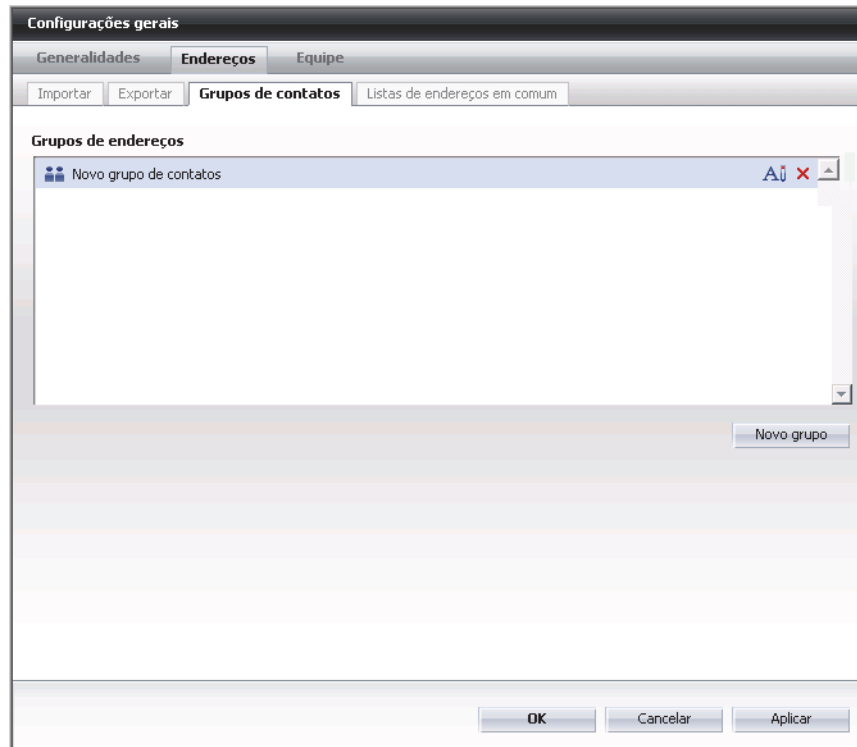 Configurações gerais
Generalidades Endereços Equipe
Importar Exportar Grupos de contatos Listas de endereços em comum
Grupos de endereços
Novo grupo de contatos
Novo grupo
OK Cancelar Aplicar